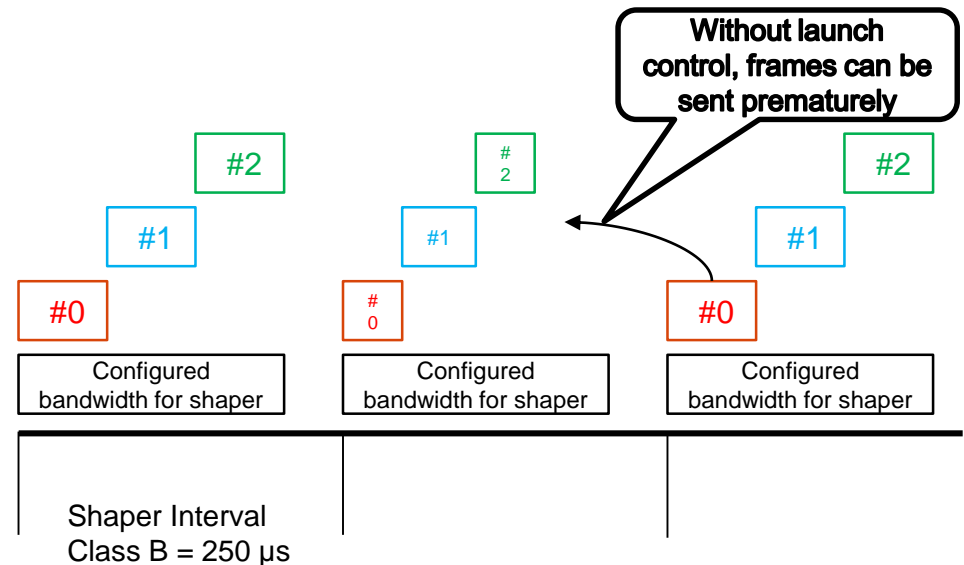 Without launch
control, frames can be
sent prematurely
#2
#
2
#2
#1
#1
#1
#0
#
0
#0
Configured
bandwidth for shaper
Configured
bandwidth for shaper
Configured
bandwidth for shaper
Shaper Interval
Class B = 250 µs